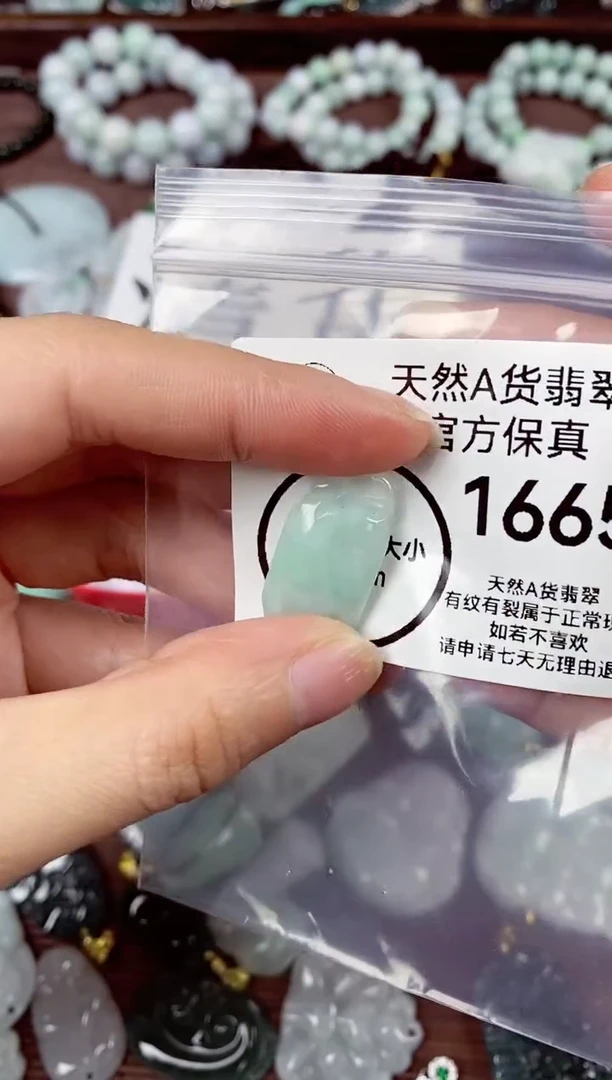 天然A货翡翠
官方保真
1665
大小
m
天然A货翡翠
有纹有裂属于正常现
如若不喜欢
请申请七天无理由退